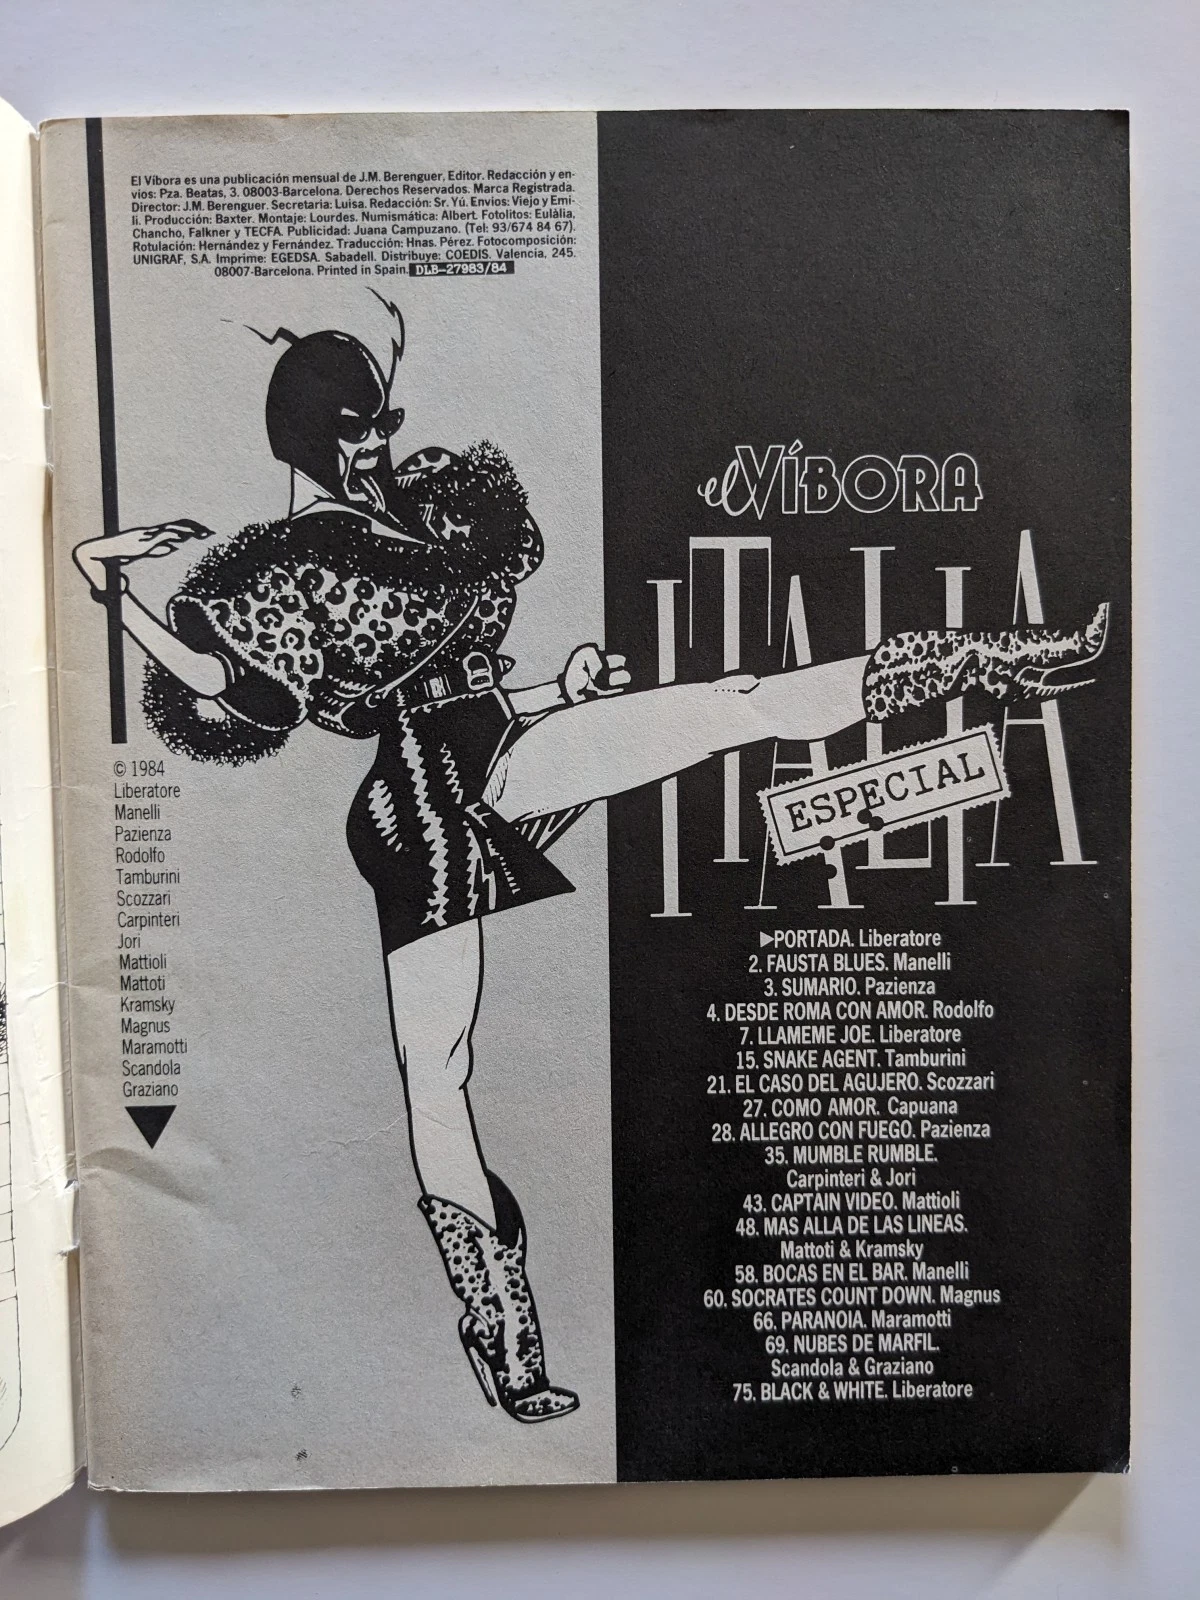 El Víbora es una publicación mensual de J.M. Berenguer, Editor. Redacción y en-
víos: Pza. Beatas, 3. 08003-Barcelona. Derechos Reservados. Marca Registrada.
Director: J.M. Berenguer. Secretaria: Luisa. Redacción: Sr. Yú. Envíos: Viejo y Emi-
li. Producción: Baxter. Montaje: Lourdes. Numismática: Albert. Fotolitos: Eulàlia,
Chancho, Falkner y TECFA. Publicidad: Juana Campuzano. (Tel: 93/674 84 67).
Rotulación: Hernández y Fernández. Traducción: Hnas. Pérez. Fotocomposición:
UNIGRAF, S.A. Imprime: EGEDSA. Sabadell. Distribuye: COEDIS. Valencia, 245.
08007-Barcelona. Printed in Spain. DLB-27983/84
© 1984
Liberatore
Manelli
Pazienza
Rodolfo
Tamburini
Scozzari
Carpinteri
Jori
Mattioli
Mattoti
Kramsky
Magnus
Maramotti
Scandola
Graziano
el VÍBORA
ITALIA
ESPECIAL
▶PORTADA. Liberatore
2. FAUSTA BLUES. Manelli
3. SUMARIO. Pazienza
4. DESDE ROMA CON AMOR. Rodolfo
7. LLAMEME JOE. Liberatore
15. SNAKE AGENT. Tamburini
21. EL CASO DEL AGUJERO. Scozzari
27. COMO AMOR. Capuana
28. ALLEGRO CON FUEGO. Pazienza
35. MUMBLE RUMBLE.
Carpinteri & Jori
43. CAPTAIN VIDEO. Mattioli
48. MAS ALLA DE LAS LINEAS.
Mattoti & Kramsky
58. BOCAS EN EL BAR. Manelli
60. SOCRATES COUNT DOWN. Magnus
66. PARANOIA. Maramotti
69. NUBES DE MARFIL.
Scandola & Graziano
75. BLACK & WHITE. Liberatore